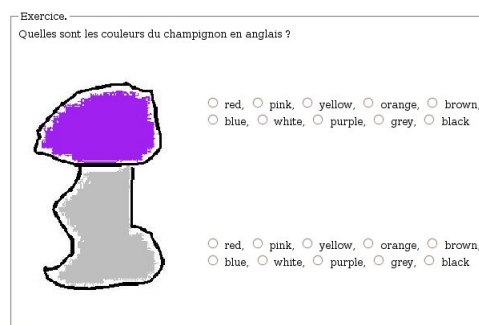 Exercice.
Quelles sont les couleurs du champignon en anglais ?
red, pink, yellow, orange, brown,
blue, white, purple, grey, black
red, pink, yellow, orange, brown,
blue, white, purple, grey, black